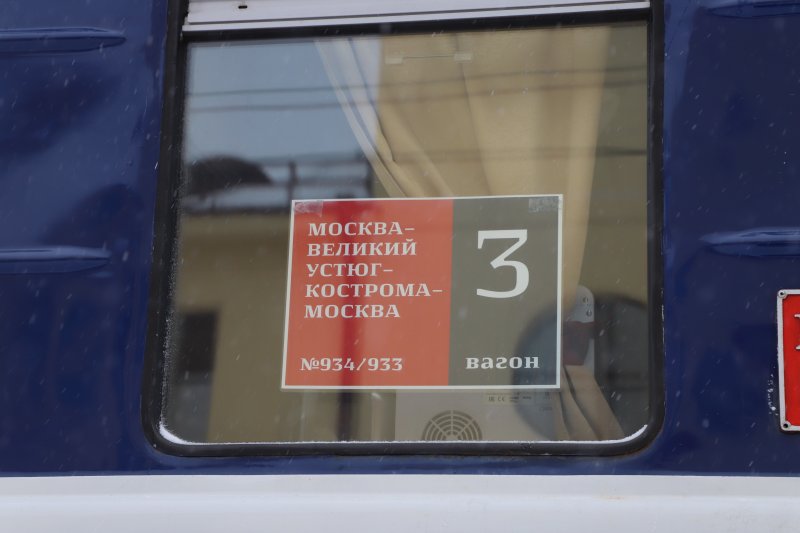 МОСКВА–
ВЕЛИКИЙ
УСТЮГ–
КОСТРОМА–
МОСКВА
№934/933
3
вагон